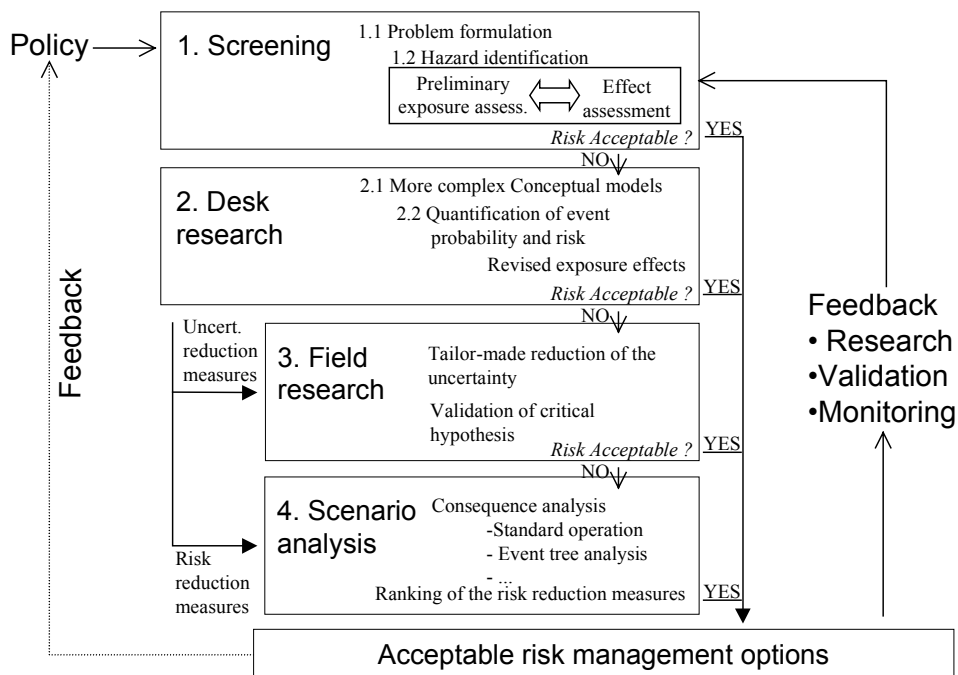 Policy
1. Screening
1.1 Problem formulation
1.2 Hazard identification
Preliminary
exposure assess.
Effect
assessment
Risk Acceptable ?
YES
NO
2. Desk
research
2.1 More complex Conceptual models
2.2 Quantification of event
probability and risk
Revised exposure effects
Risk Acceptable ?
YES
NO
Feedback
Uncert.
reduction
measures
3. Field
research
Tailor-made reduction of the
uncertainty
Validation of critical
hypothesis
Risk Acceptable ?
YES
NO
Feedback
• Research
•Validation
•Monitoring
Risk
reduction
measures
4. Scenario
analysis
Consequence analysis
-Standard operation
- Event tree analysis
- ...
Ranking of the risk reduction measures
YES
Acceptable risk management options